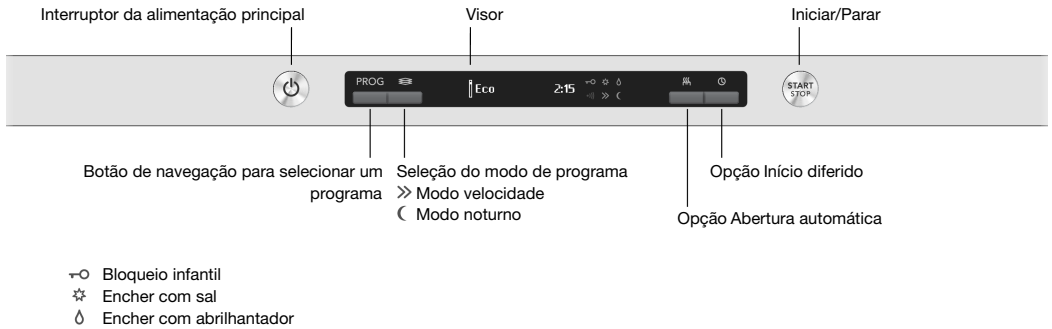 Interruptor da alimentação principal
Visor
Iniciar/Parar
PROG
Eco
2:15
START
STOP
Botão de navegação para selecionar um
programa
Seleção do modo de programa
Modo velocidade
Modo noturno
Opção Início diferido
Opção Abertura automática
Bloqueio infantil
Encher com sal
Encher com abrilhantador